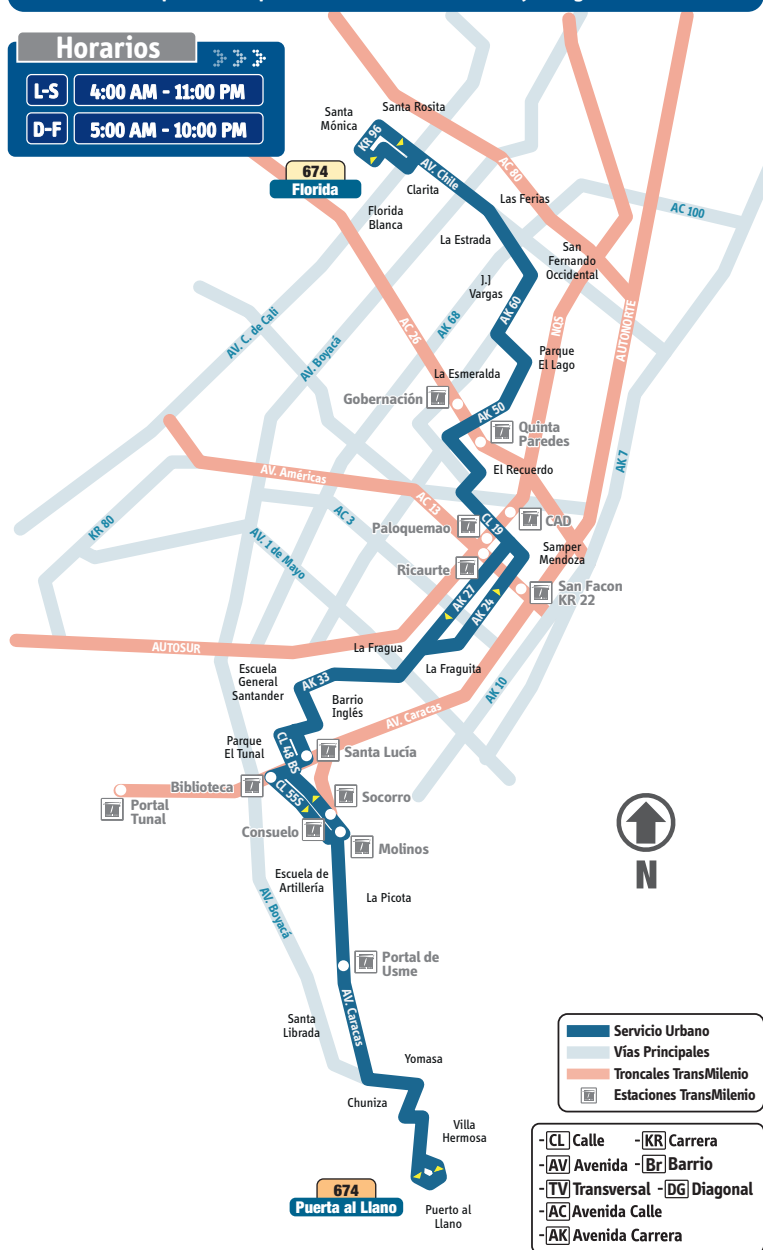 Horarios
L-S 4:00 AM - 11:00 PM
D-F 5:00 AM - 10:00 PM
Santa Rosita
Santa
Mónica
KR 96
674
Florida
AV. Chile
AC 80
Clarita
Las Ferias
Florida
Blanca
AC 100
La Estrada
San
Fernando
Occidental
J.J
Vargas
AK 60
AK 68
AC 26
NQS
AUTONORTE
AV. C. de Cali
AV. Boyacá
Parque
El Lago
La Esmeralda
Gobernación
AK 50
Quinta
Paredes
AK 7
El Recuerdo
AV. Américas
AC 13
AC 3
KR 80
AV. 1 de Mayo
CL 19
CAD
Paloquemao
Samper
Mendoza
Ricaurte
San Facon
KR 22
AK 27
AK 24
AUTOSUR
La Fragua
La Fraguita
Escuela
General
Santander
AK 33
AK 10
Barrio
Inglés
AV. Caracas
Parque
El Tunal
CL 48 BS
Santa Lucía
Biblioteca
CL 55S
Socorro
Portal
Tunal
Consuelo
Molinos
Escuela de
Artillería
La Picota
AV. Boyacá
N
Portal de
Usme
AV. Caracas
Santa
Librada
Yomasa
Chuniza
Villa
Hermosa
674
Puerta al Llano
Puerto al
Llano
Servicio Urbano
Vías Principales
Troncales TransMilenio
Estaciones TransMilenio
-CL Calle -KR Carrera
-AV Avenida -Br Barrio
-TV Transversal -DG Diagonal
-AC Avenida Calle
-AK Avenida Carrera